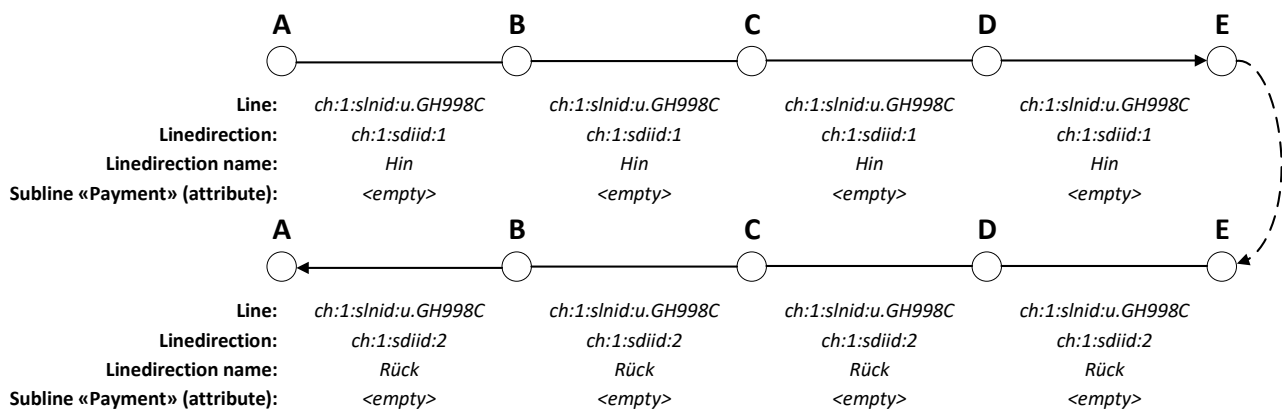 A B C D E
Line: ch:1:slnid:u.GH998C ch:1:slnid:u.GH998C ch:1:slnid:u.GH998C ch:1:slnid:u.GH998C
Linedirection: ch:1:sdiid:1 ch:1:sdiid:1 ch:1:sdiid:1 ch:1:sdiid:1
Linedirection name: Hin Hin Hin Hin
Subline «Payment» (attribute): <empty> <empty> <empty> <empty>
A B C D E
Line: ch:1:slnid:u.GH998C ch:1:slnid:u.GH998C ch:1:slnid:u.GH998C ch:1:slnid:u.GH998C
Linedirection: ch:1:sdiid:2 ch:1:sdiid:2 ch:1:sdiid:2 ch:1:sdiid:2
Linedirection name: Rück Rück Rück Rück
Subline «Payment» (attribute): <empty> <empty> <empty> <empty>